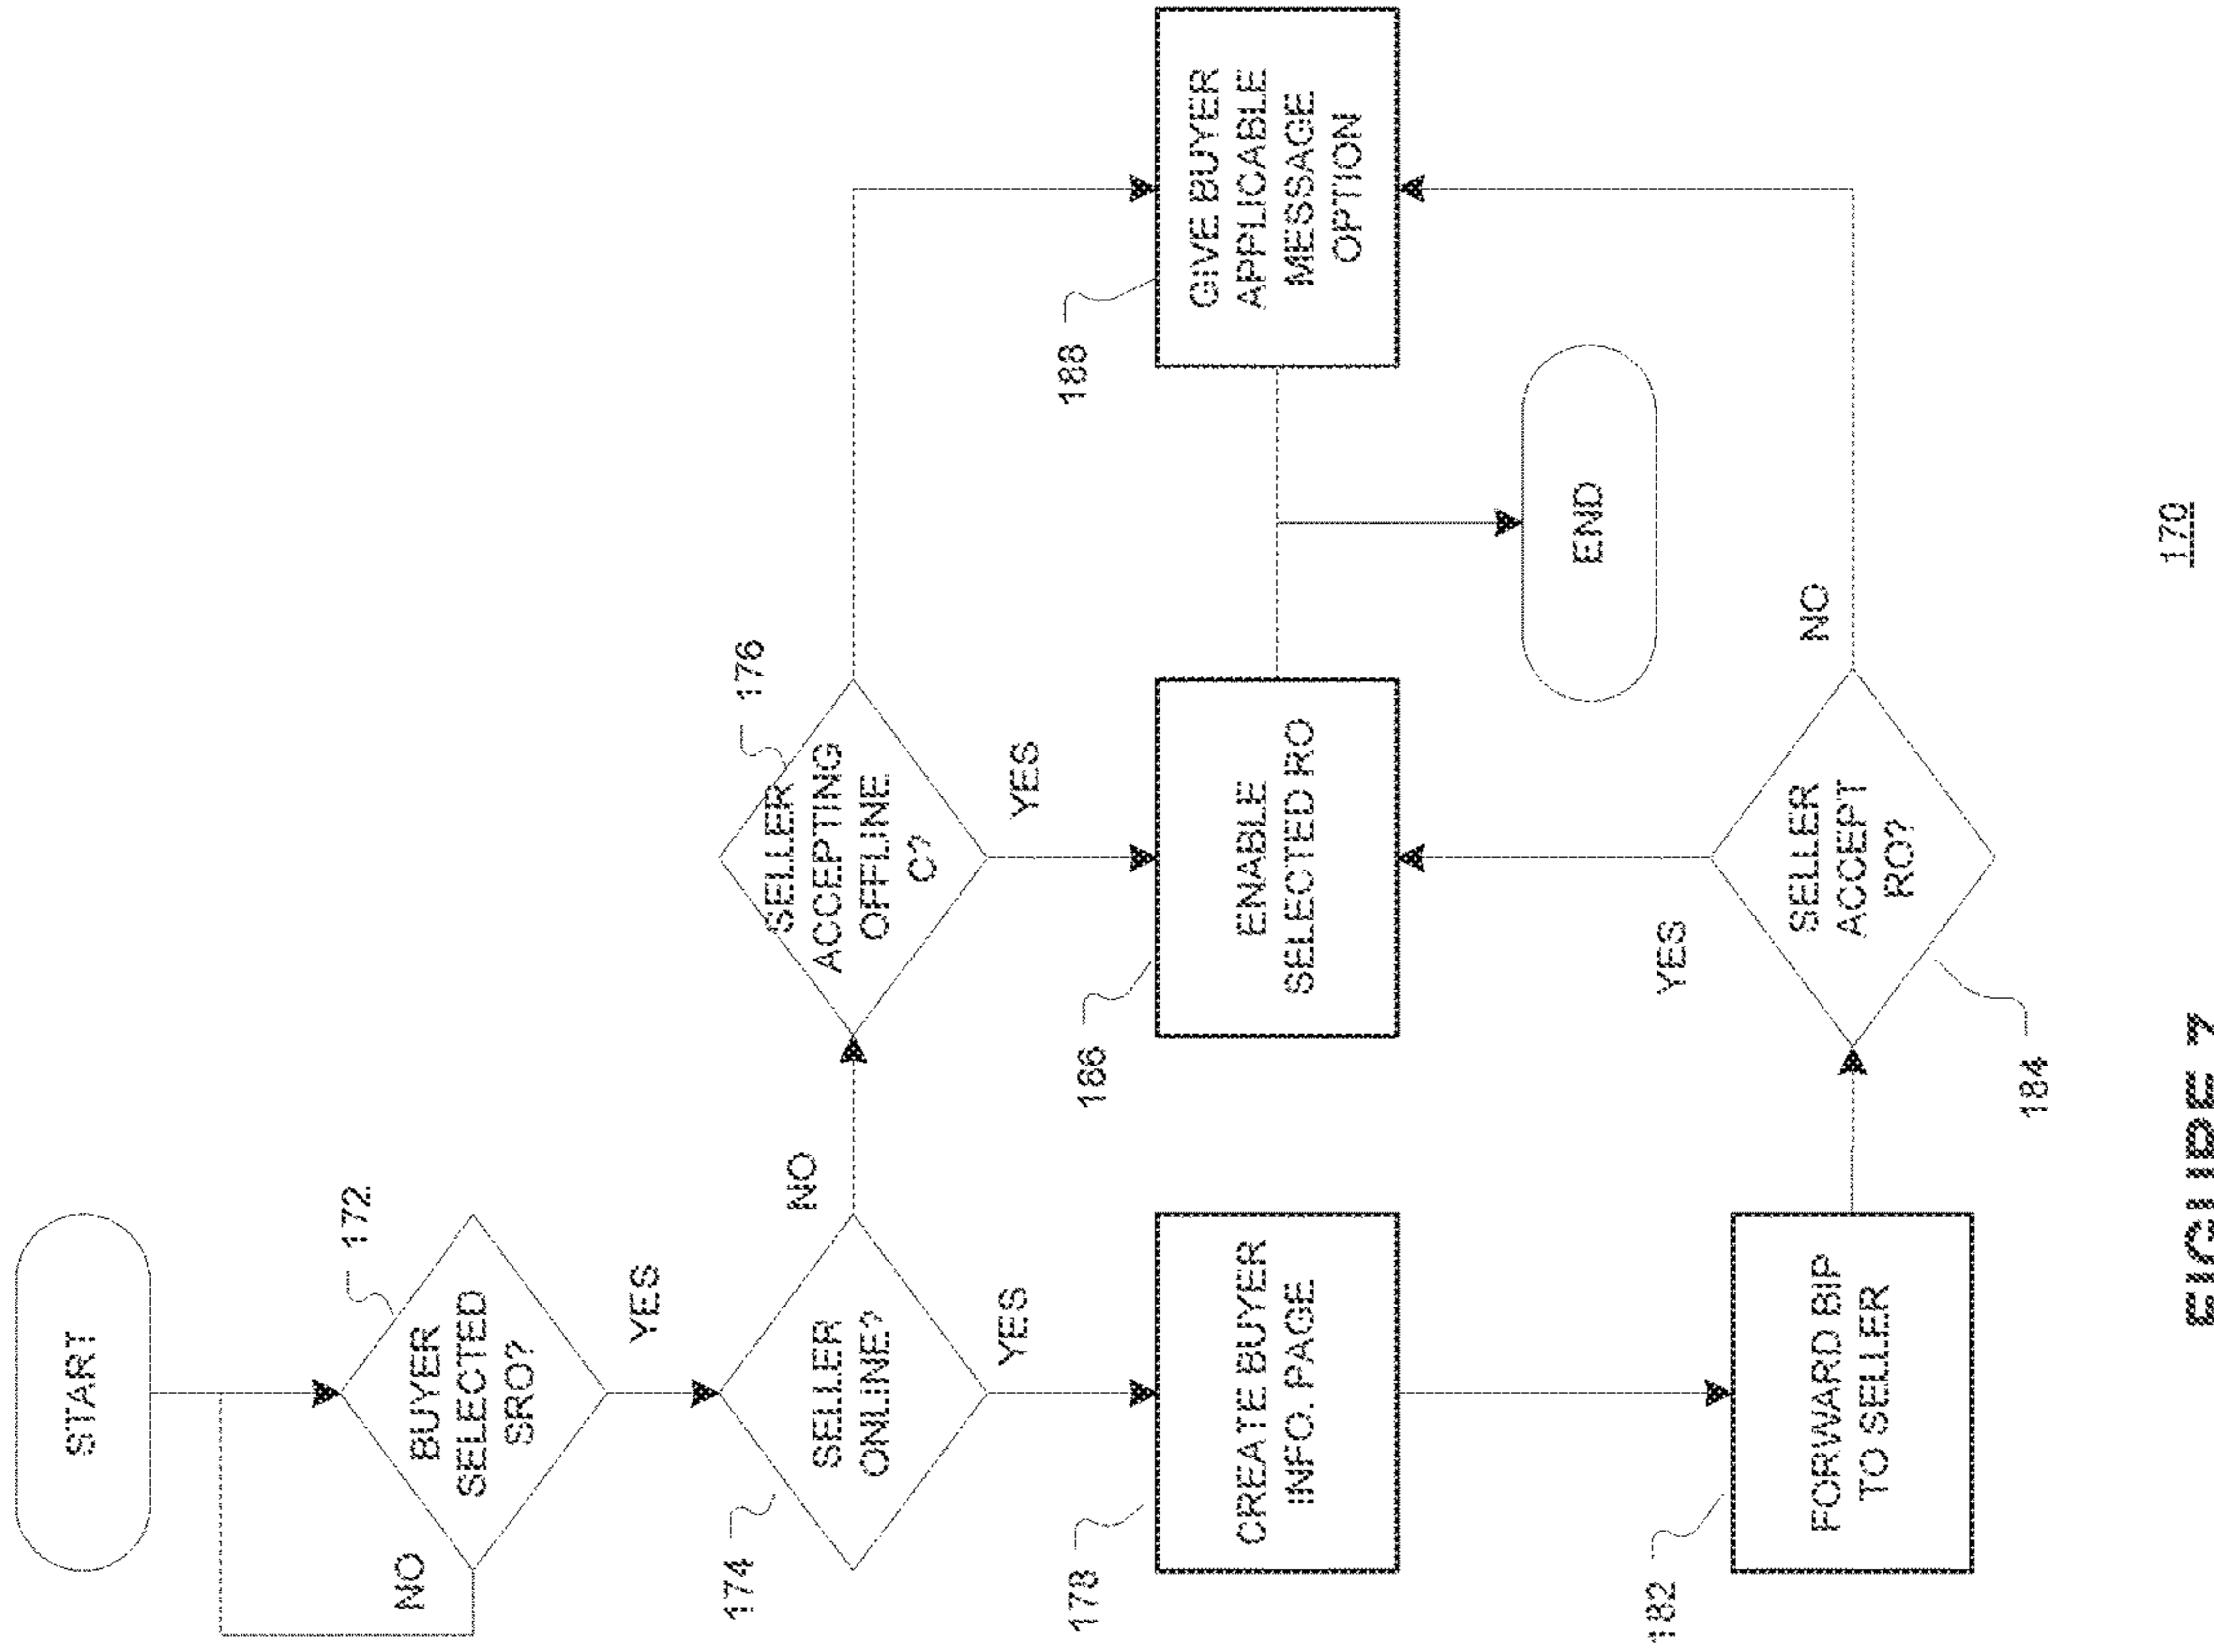 START
172
BUYER
SELECTED
SRO?
NO
YES
174
SELLER
ONLINE?
NO
YES
176
SELLER
ACCEPTING
OFFLINE
C?
YES
178
CREATE BUYER
INFO. PAGE
186
ENABLE
SELECTED RO
188
GIVE BUYER
APPLICABLE
MESSAGE
OPTION
END
182
FORWARD BIP
TO SELLER
184
SELLER
ACCEPT
RO?
YES
NO
170
FIGURE 7